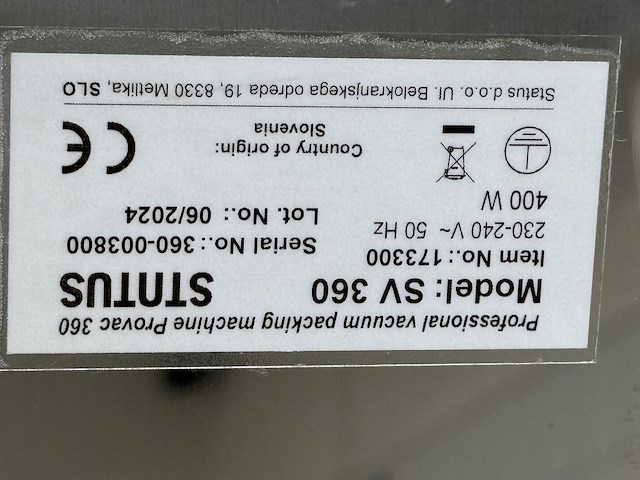 Professional vacuum packing machine Provac 360
Model: SV 360 STATUS
Item No.: 173300
230-240 V~ 50 Hz Serial No.: 360-003800
400 W Lot. No.: 06/2024
Country of origin:
Slovenia
CE
Status d.o.o. Ul. Belokranjskega odreda 19, 8330 Metlika, SLO